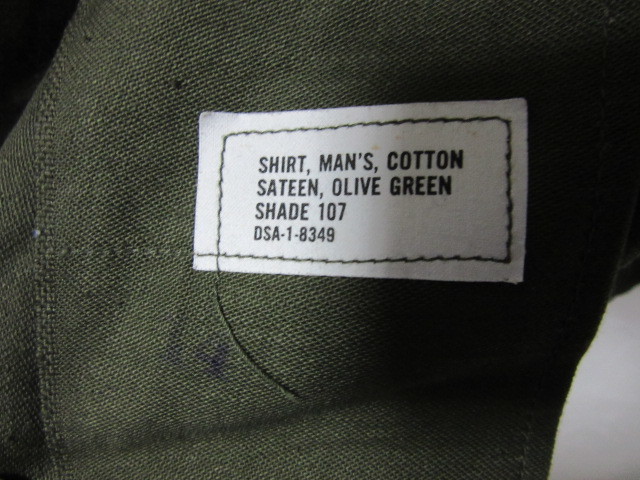 SHIRT, MAN'S, COTTON
SATEEN, OLIVE GREEN
SHADE 107
DSA-1-8349